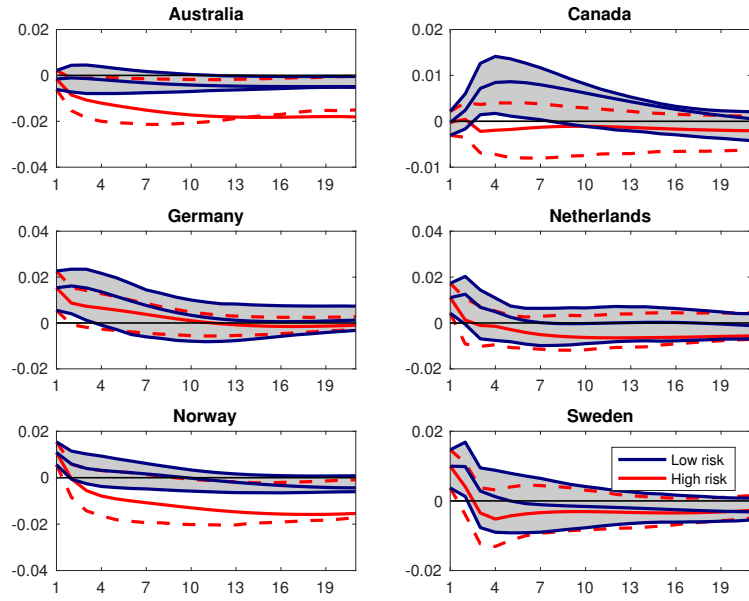 Australia
0.02
0
-0.02
-0.04
1 4 7 10 13 16 19
Canada
0.02
0.01
0
-0.01
1 4 7 10 13 16 19
Germany
0.04
0.02
0
-0.02
1 4 7 10 13 16 19
Netherlands
0.04
0.02
0
-0.02
1 4 7 10 13 16 19
Norway
0.02
0
-0.02
-0.04
1 4 7 10 13 16 19
Sweden
0.02
0
0.02
1 4 7 10 13 16 19
Low risk
High risk